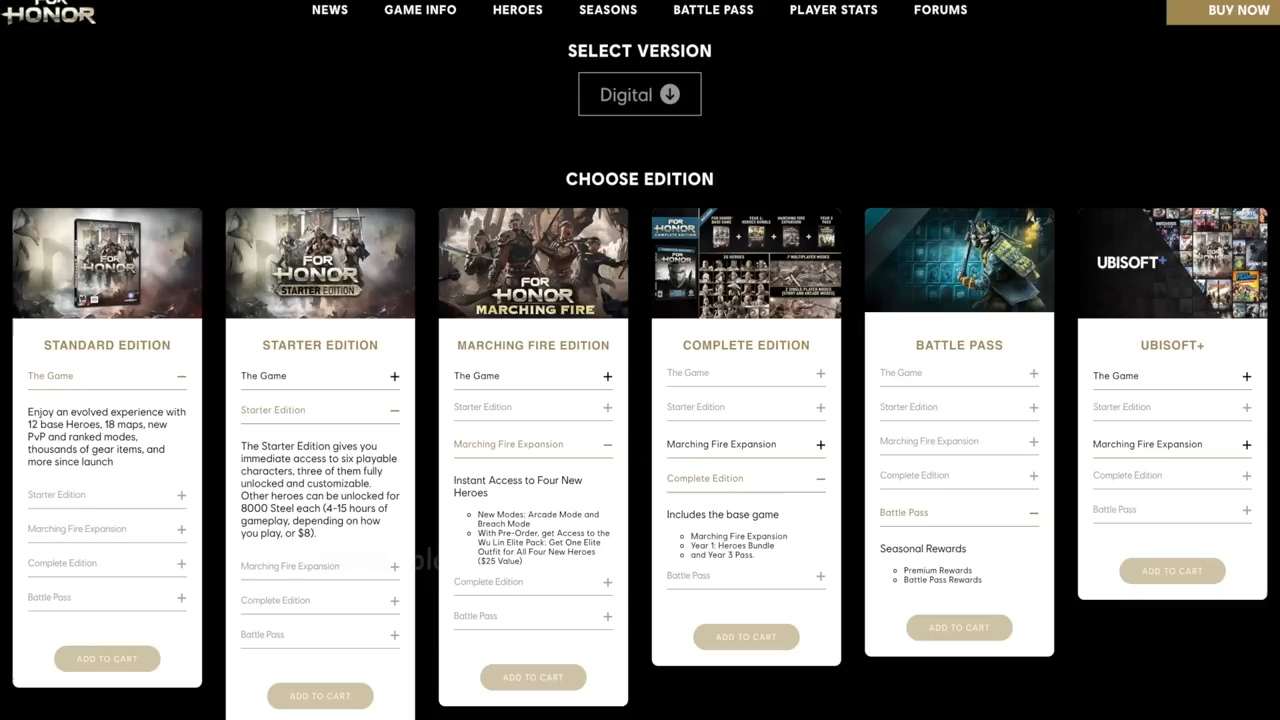 FOR
HONOR
NEWS
GAME INFO
HEROES
SEASONS
BATTLE PASS
PLAYER STATS
FORUMS
BUY NOW
SELECT VERSION
Digital
CHOOSE EDITION
FOR
HONOR
STANDARD EDITION
The Game
Enjoy an evolved experience with
12 base Heroes, 18 maps, new
PvP and ranked modes,
thousands of gear items, and
more since launch
Starter Edition
Marching Fire Expansion
Complete Edition
Battle Pass
ADD TO CART
FOR
HONOR
STARTER EDITION
STARTER EDITION
The Game
Starter Edition
The Starter Edition gives you
immediate access to six playable
characters, three of them fully
unlocked and customizable.
Other heroes can be unlocked for
8000 Steel each (4-15 hours of
gameplay, depending on how
you play, or $8).
Marching Fire Expansion
Complete Edition
Battle Pass
ADD TO CART
FOR
HONOR
MARCHING FIRE
MARCHING FIRE EDITION
The Game
Starter Edition
Marching Fire Expansion
Instant Access to Four New
Heroes
New Modes: Arcade Mode and
Breach Mode
With Pre-Order, get Access to the
Wu Lin Elite Pack: Get One Elite
Outfit for All Four New Heroes
($25 Value)
Complete Edition
Battle Pass
ADD TO CART
FOR
HONOR
COMPLETE EDITION
COMPLETE EDITION
The Game
Starter Edition
Marching Fire Expansion
Complete Edition
Includes the base game
Marching Fire Expansion
Year 1: Heroes Bundle
and Year 3 Pass.
Battle Pass
ADD TO CART
BATTLE PASS
The Game
Starter Edition
Marching Fire Expansion
Complete Edition
Battle Pass
Seasonal Rewards
Premium Rewards
Battle Pass Rewards
ADD TO CART
UBISOFT+
UBISOFT+
The Game
Starter Edition
Marching Fire Expansion
Complete Edition
Battle Pass
ADD TO CART